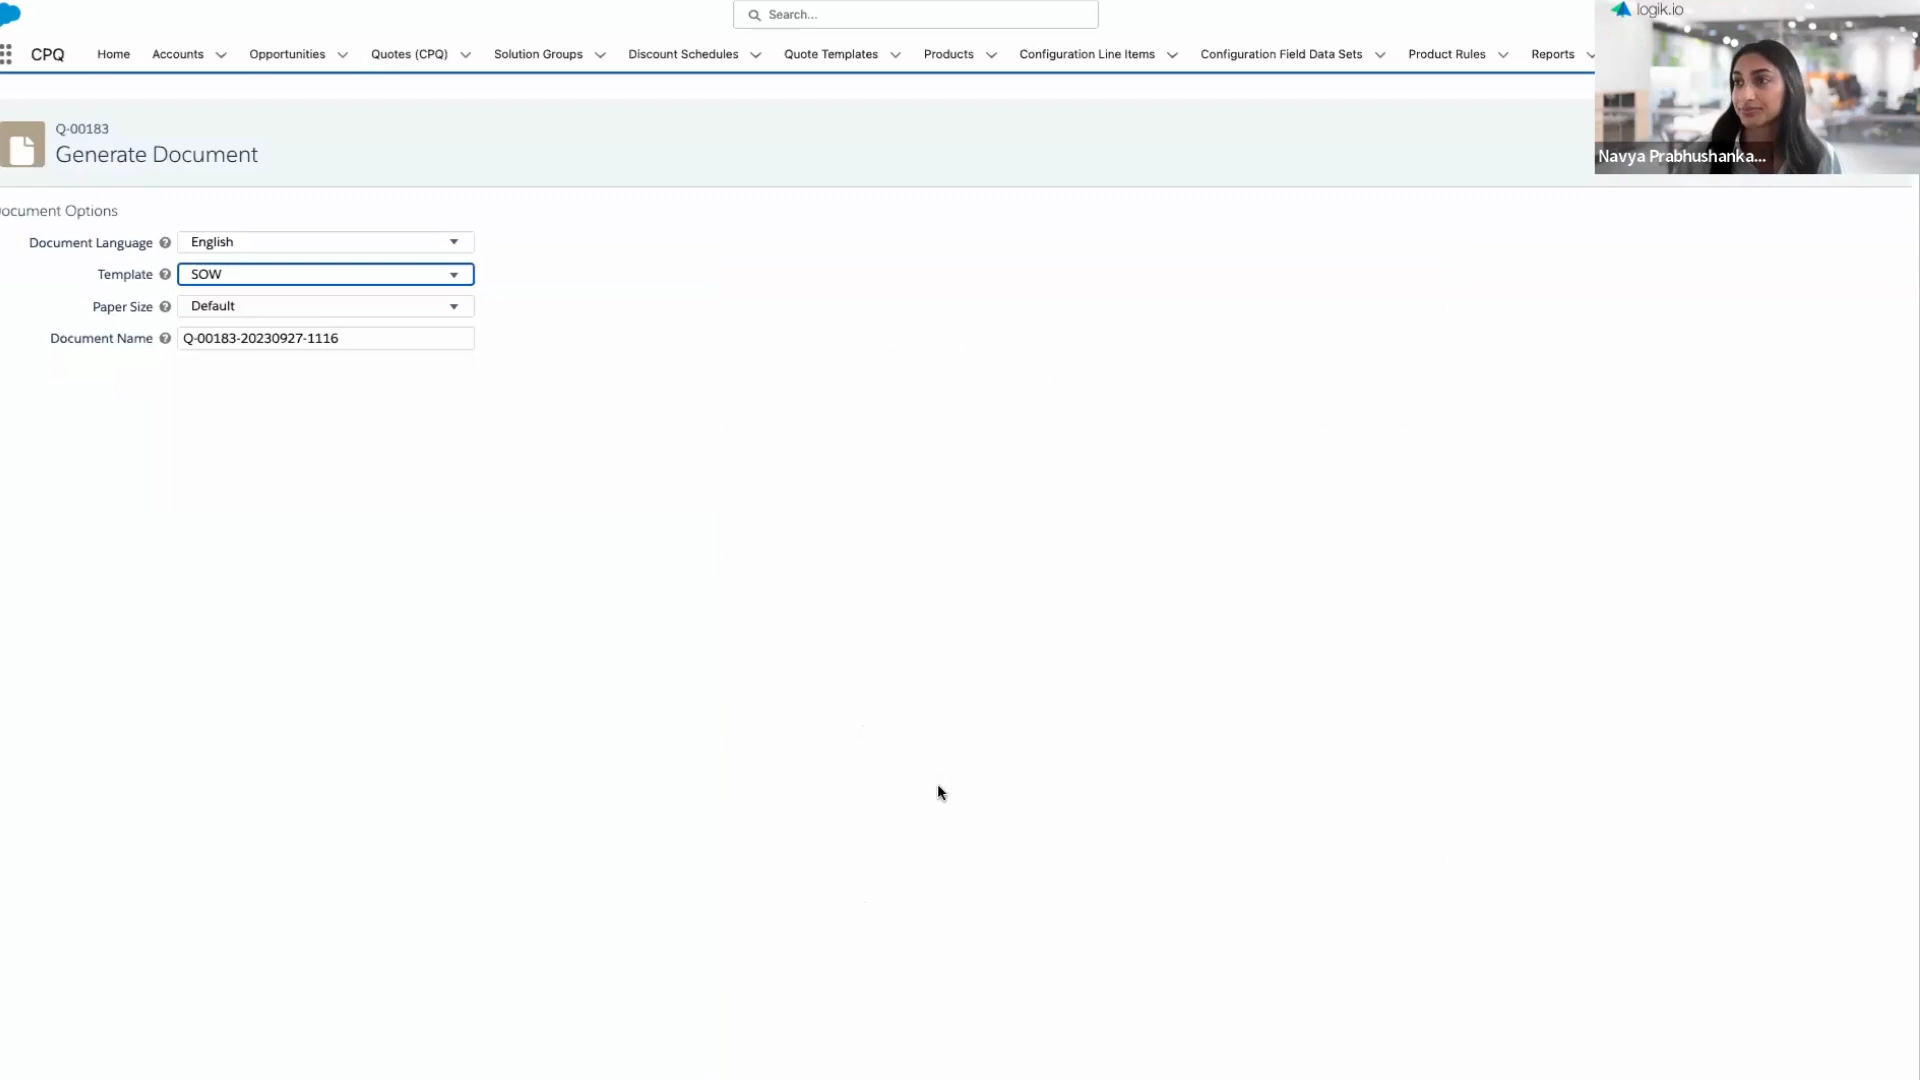 Search...
logik.io
CPQ Home Accounts Opportunities Quotes (CPQ) Solution Groups Discount Schedules Quote Templates Products Configuration Line Items Configuration Field Data Sets Product Rules Reports
Navya Prabhushanka...
Q-00183
Generate Document
ocument Options
Document Language English
Template SOW
Paper Size Default
Document Name Q-00183-20230927-1116